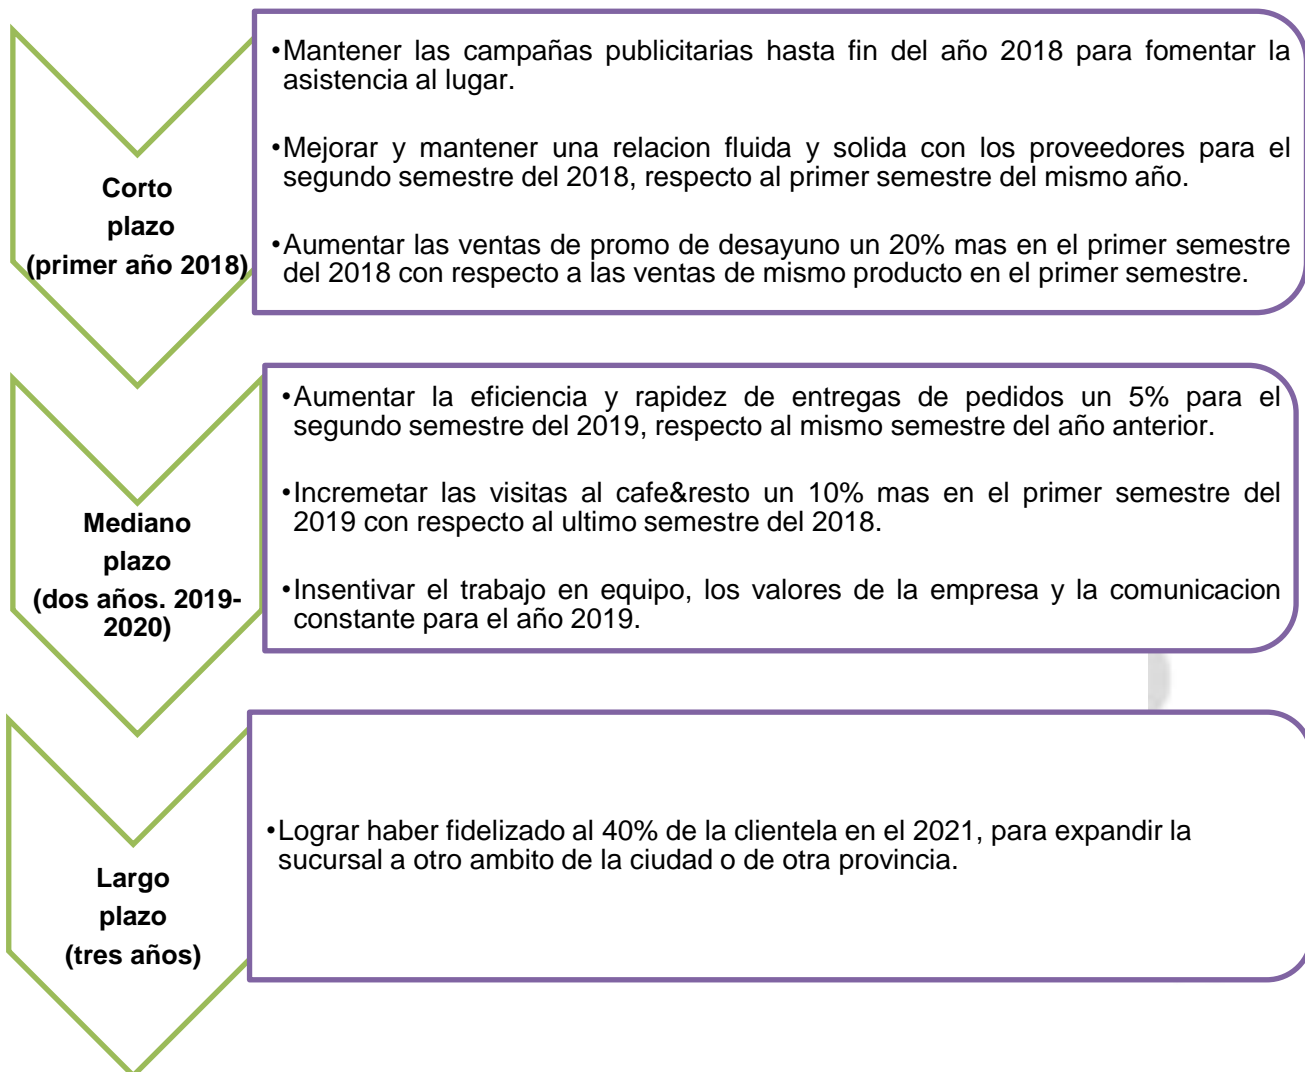 Corto
plazo
(primer año 2018)
•Mantener las campañas publicitarias hasta fin del año 2018 para fomentar la
asistencia al lugar.
•Mejorar y mantener una relacion fluida y solida con los proveedores para el
segundo semestre del 2018, respecto al primer semestre del mismo año.
•Aumentar las ventas de promo de desayuno un 20% mas en el primer semestre
del 2018 con respecto a las ventas de mismo producto en el primer semestre.
Mediano
plazo
(dos años. 2019-
2020)
•Aumentar la eficiencia y rapidez de entregas de pedidos un 5% para el
segundo semestre del 2019, respecto al mismo semestre del año anterior.
•Incremetar las visitas al cafe&resto un 10% mas en el primer semestre del
2019 con respecto al ultimo semestre del 2018.
•Insentivar el trabajo en equipo, los valores de la empresa y la comunicacion
constante para el año 2019.
Largo
plazo
(tres años)
•Lograr haber fidelizado al 40% de la clientela en el 2021, para expandir la
sucursal a otro ambito de la ciudad o de otra provincia.